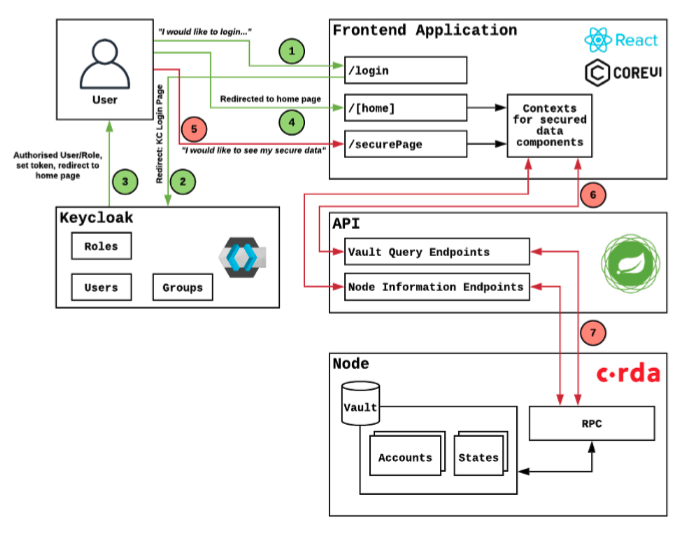 "I would like to login..."
User
1
Redirect: KC Login Page
Redirected to home page
4
5
"I would like to see my secure data"
Authorised User/Role,
set token, redirect to
home page
3
2
Frontend Application
React
COREUI
/login
/[home]
/securePage
Contexts
for secured
data
components
6
Keycloak
Roles
Users
Groups
API
Vault Query Endpoints
Node Information Endpoints
7
Node
c·rda
Vault
Accounts
States
RPC